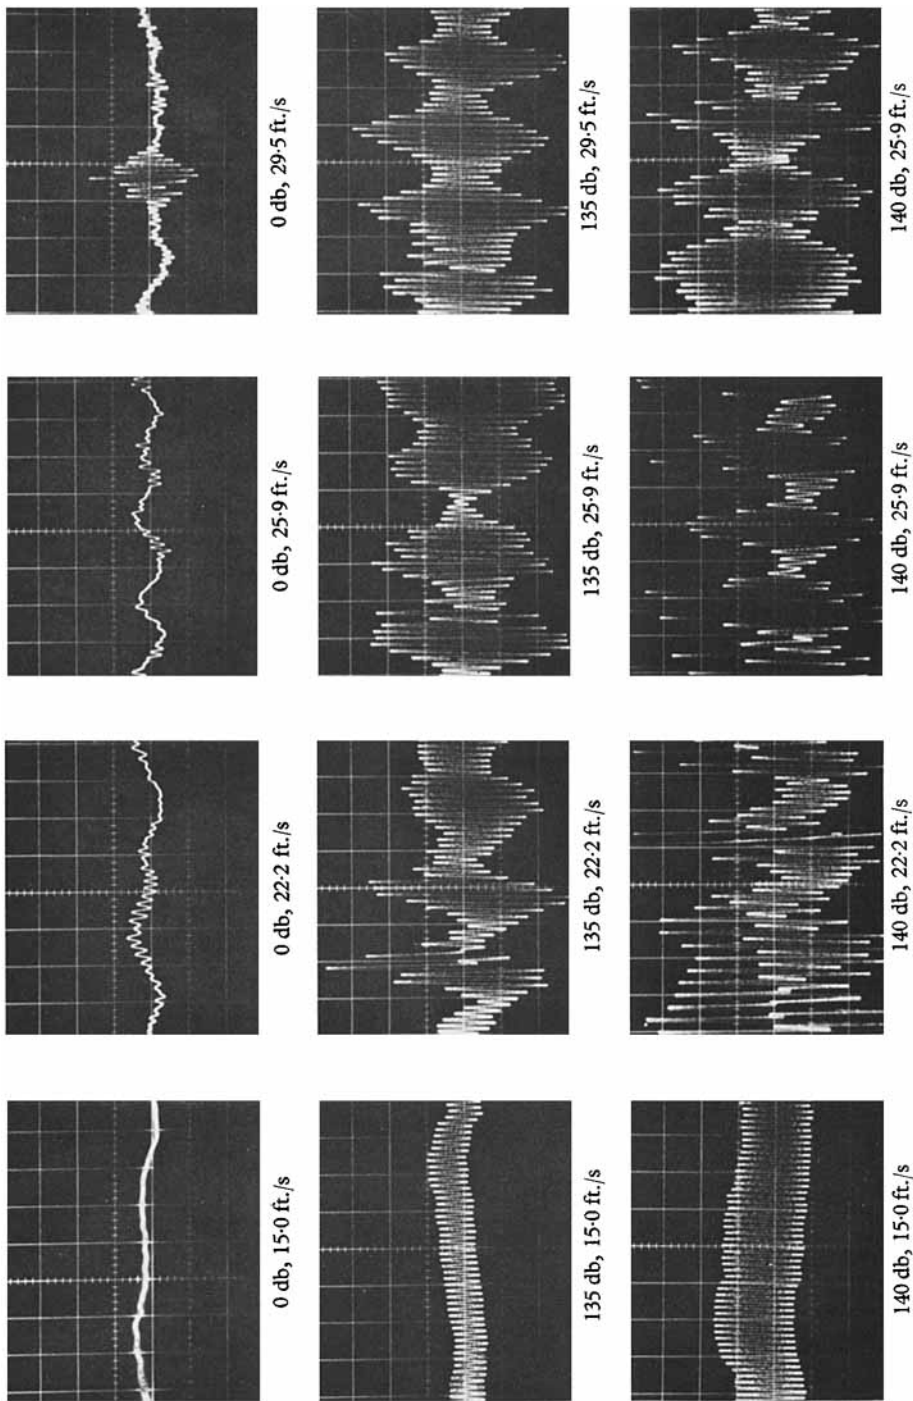 0 db, 29·5 ft./s
135 db, 29·5 ft./s
140 db, 25·9 ft./s
0 db, 25·9 ft./s
135 db, 25·9 ft./s
140 db, 25·9 ft./s
0 db, 22·2 ft./s
135 db, 22·2 ft./s
140 db, 22·2 ft./s
0 db, 15·0 ft./s
135 db, 15·0 ft./s
140 db, 15·0 ft./s